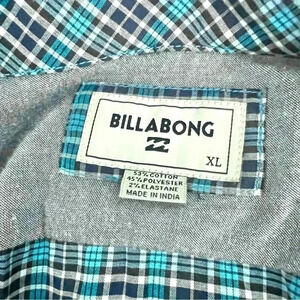 BILLABONG
XL
53% COTTON
45% POLYESTER
2% ELASTANE
MADE IN INDIA